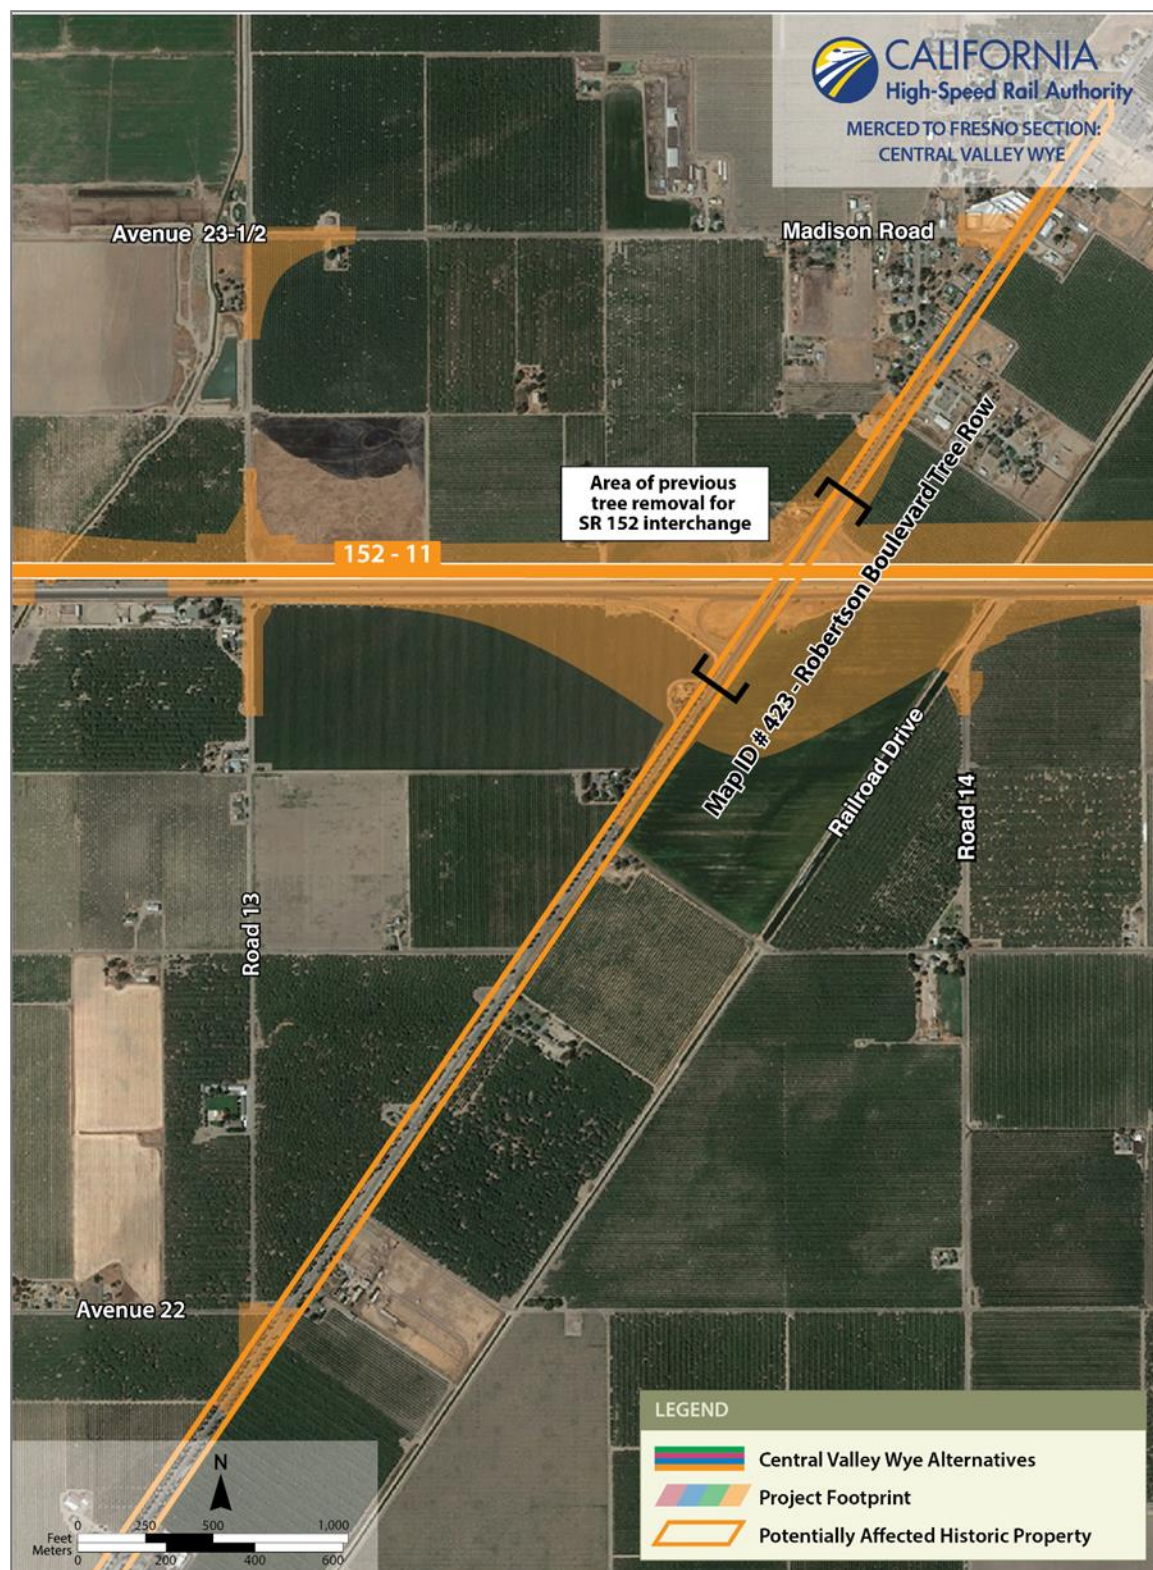 CALIFORNIA
High-Speed Rail Authority
MERCED TO FRESNO SECTION:
CENTRAL VALLEY WYE
Avenue 23-1/2
Madison Road
Area of previous
tree removal for
SR 152 interchange
152 - 11
Map ID # 423 - Robertson Boulevard Tree Row
Railroad Drive
Road 14
Road 13
Avenue 22
LEGEND
Central Valley Wye Alternatives
Project Footprint
Potentially Affected Historic Property
N
0 250 500 1,000
Feet
Meters
0 200 400 600